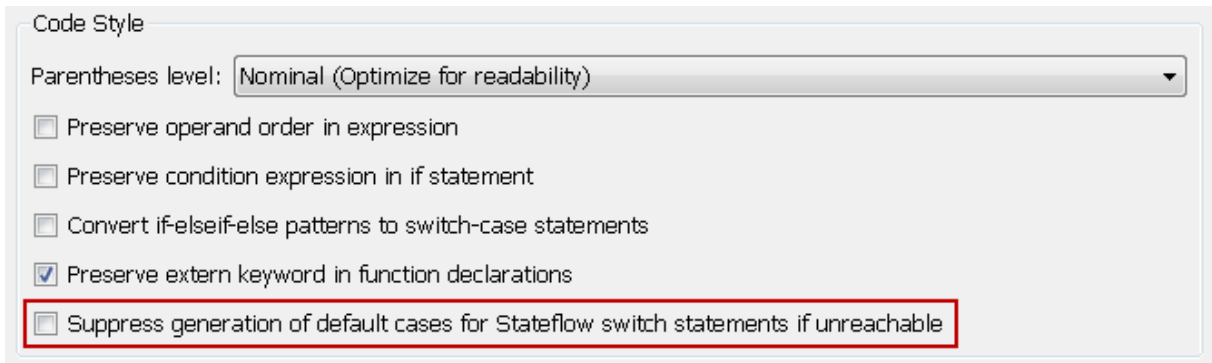 Code Style
Parentheses level: Nominal (Optimize for readability)
Preserve operand order in expression
Preserve condition expression in if statement
Convert if-elseif-else patterns to switch-case statements
Preserve extern keyword in function declarations
Suppress generation of default cases for Stateflow switch statements if unreachable